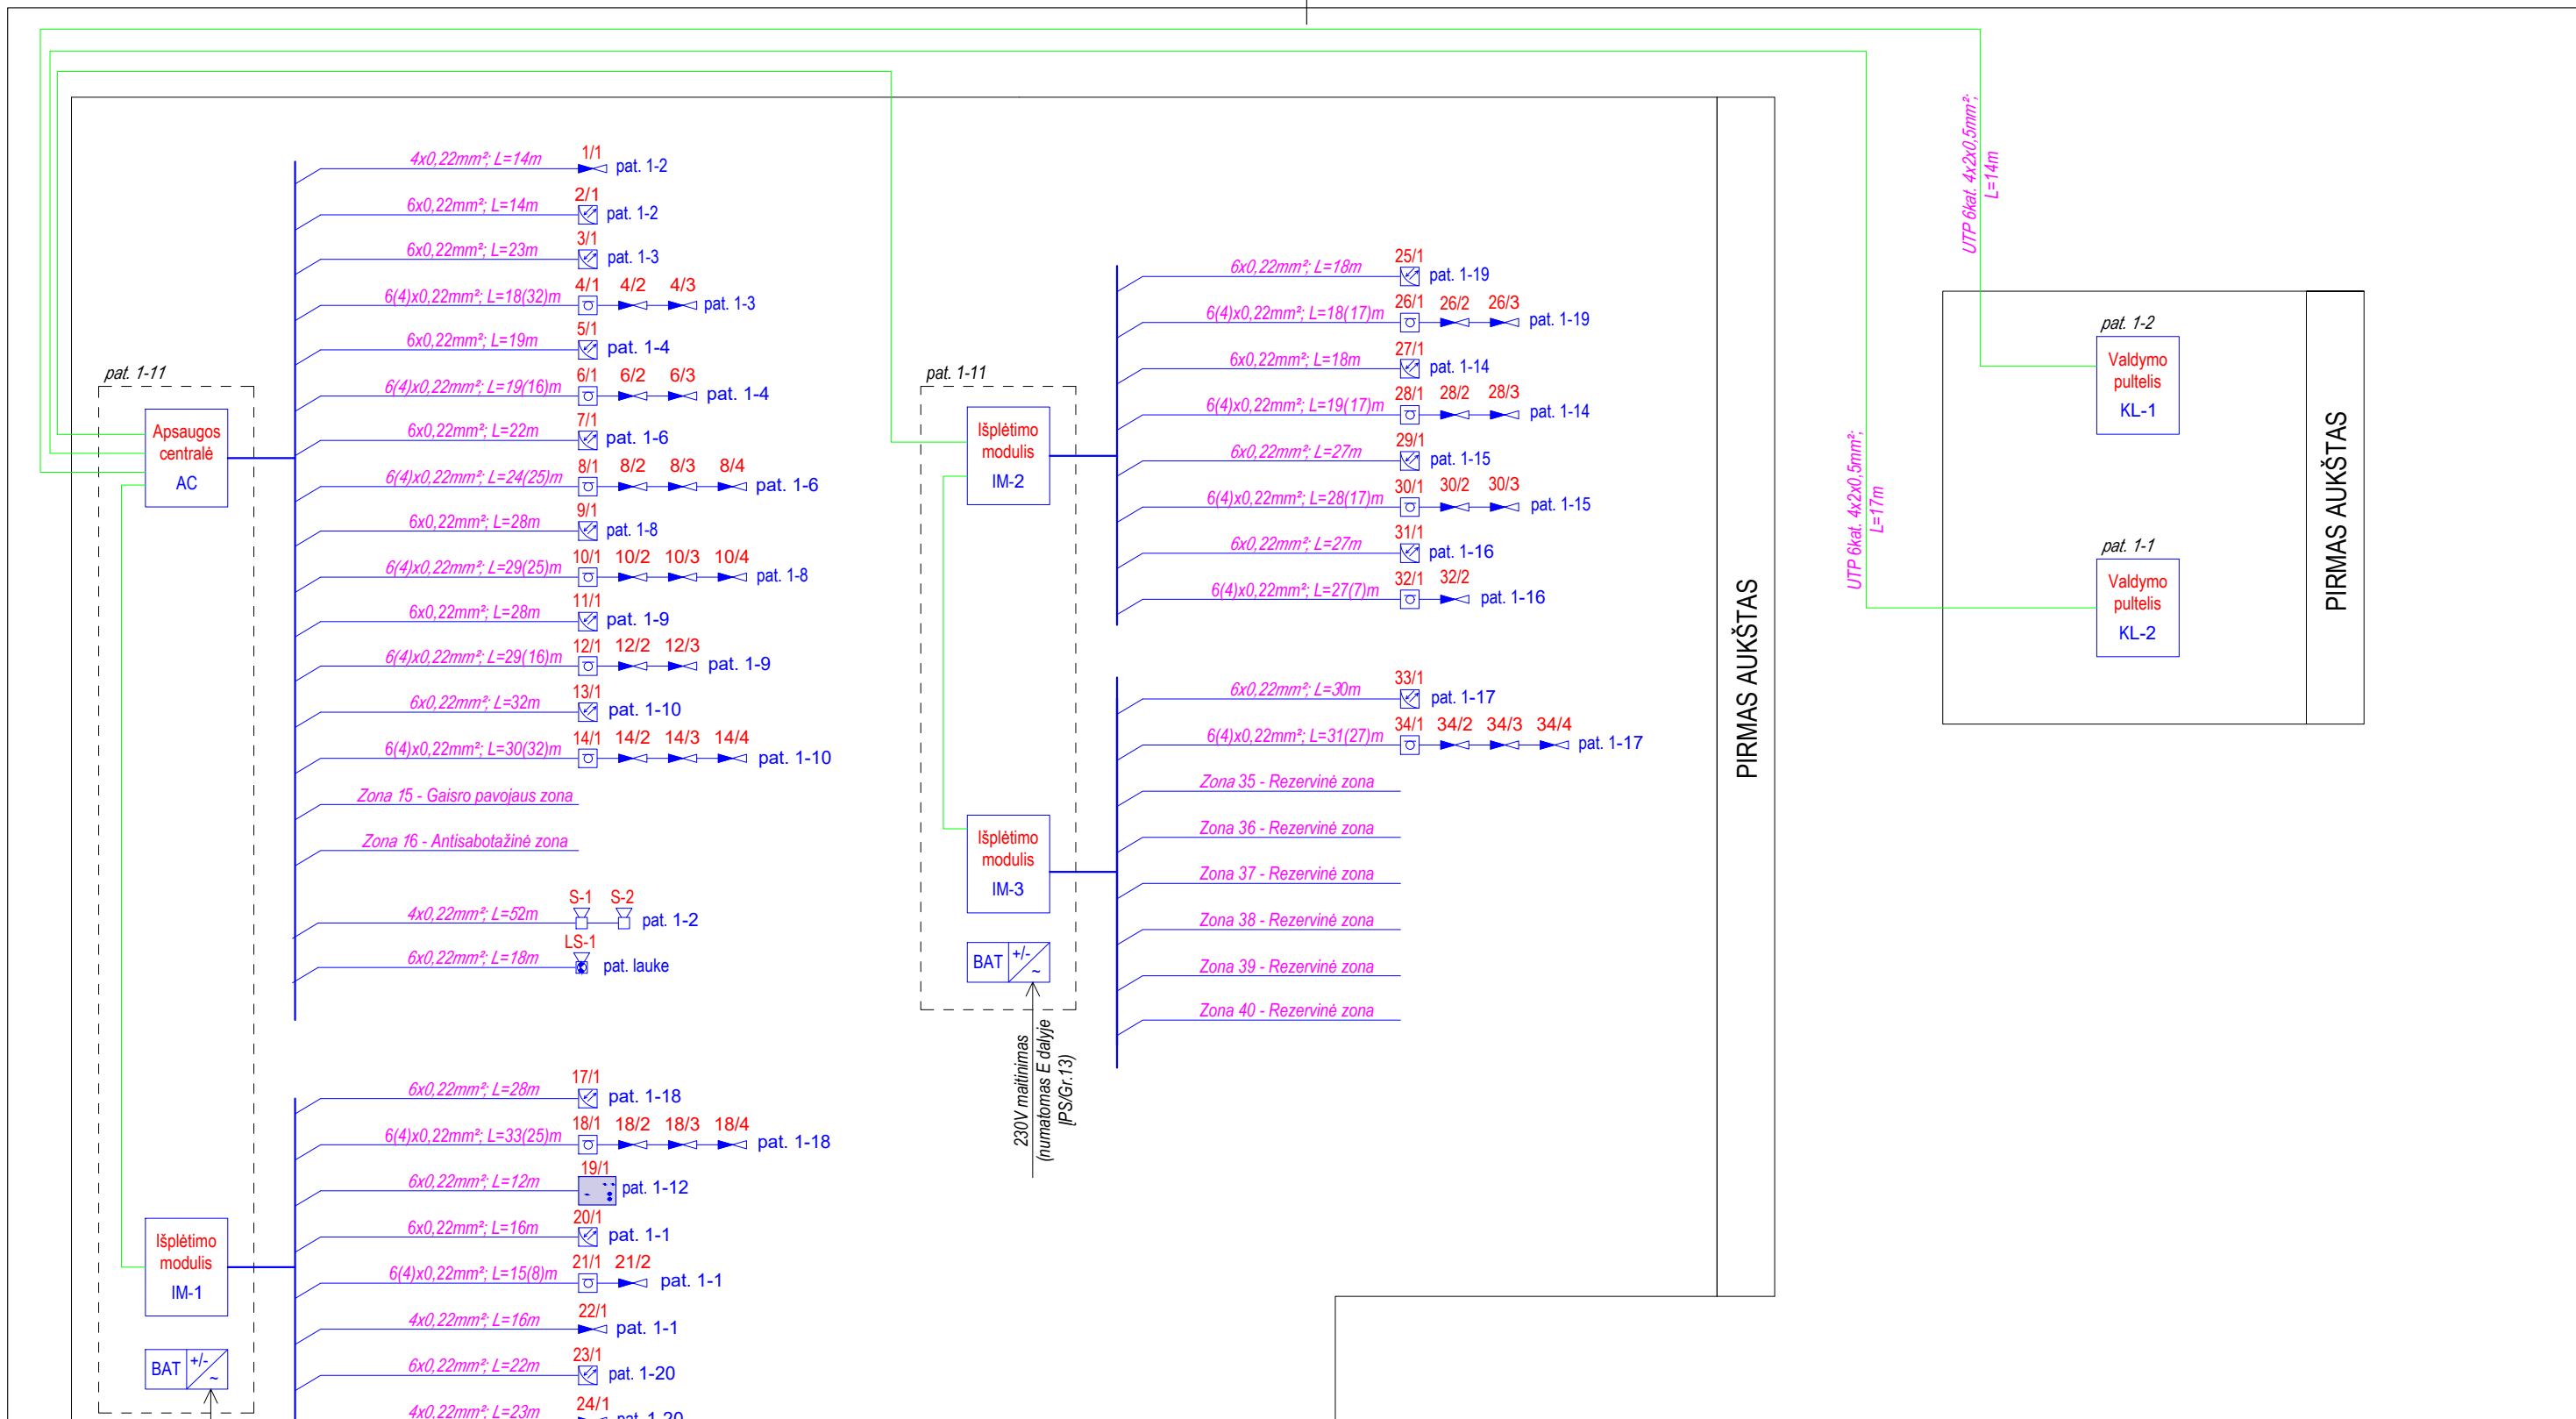 4x0,22mm²; L=14m 1/1 pat. 1-2
6x0,22mm²; L=14m 2/1 pat. 1-2
6x0,22mm²; L=23m 3/1 pat. 1-3
6(4)x0,22mm²; L=18(32)m 4/1 4/2 4/3 pat. 1-3
6x0,22mm²; L=19m 5/1 pat. 1-4
6(4)x0,22mm²; L=19(16)m 6/1 6/2 6/3 pat. 1-4
6x0,22mm²; L=22m 7/1 pat. 1-6
6(4)x0,22mm²; L=24(25)m 8/1 8/2 8/3 8/4 pat. 1-6
6x0,22mm²; L=28m 9/1 pat. 1-8
6(4)x0,22mm²; L=29(25)m 10/1 10/2 10/3 10/4 pat. 1-8
6x0,22mm²; L=28m 11/1 pat. 1-9
6(4)x0,22mm²; L=29(16)m 12/1 12/2 12/3 pat. 1-9
6x0,22mm²; L=32m 13/1 pat. 1-10
6(4)x0,22mm²; L=30(32)m 14/1 14/2 14/3 14/4 pat. 1-10
Zona 15 - Gaisro pavojaus zona
Zona 16 - Antisabotažinė zona
4x0,22mm²; L=52m S-1 S-2 pat. 1-2
6x0,22mm²; L=18m LS-1 pat. lauke
pat. 1-11
Apsaugos
centralė
AC
6x0,22mm²; L=28m 17/1 pat. 1-18
6(4)x0,22mm²; L=33(25)m 18/1 18/2 18/3 18/4 pat. 1-18
6x0,22mm²; L=12m 19/1 pat. 1-12
6x0,22mm²; L=16m 20/1 pat. 1-1
6(4)x0,22mm²; L=15(8)m 21/1 21/2 pat. 1-1
4x0,22mm²; L=16m 22/1 pat. 1-1
6x0,22mm²; L=22m 23/1 pat. 1-20
4x0,22mm²; L=23m 24/1 pat. 1-20
Išplėtimo
modulis
IM-1
BAT +/- ~
pat. 1-11
Išplėtimo
modulis
IM-2
6x0,22mm²; L=18m 25/1 pat. 1-19
6(4)x0,22mm²; L=18(17)m 26/1 26/2 26/3 pat. 1-19
6x0,22mm²; L=18m 27/1 pat. 1-14
6(4)x0,22mm²; L=19(17)m 28/1 28/2 28/3 pat. 1-14
6x0,22mm²; L=27m 29/1 pat. 1-15
6(4)x0,22mm²; L=28(17)m 30/1 30/2 30/3 pat. 1-15
6x0,22mm²; L=27m 31/1 pat. 1-16
6(4)x0,22mm²; L=27(7)m 32/1 32/2 pat. 1-16
Išplėtimo
modulis
IM-3
6x0,22mm²; L=30m 33/1 pat. 1-17
6(4)x0,22mm²; L=31(27)m 34/1 34/2 34/3 34/4 pat. 1-17
Zona 35 - Rezervinė zona
Zona 36 - Rezervinė zona
Zona 37 - Rezervinė zona
Zona 38 - Rezervinė zona
Zona 39 - Rezervinė zona
Zona 40 - Rezervinė zona
BAT +/- ~
230V maitinimas
(numatomas E dalyje
ĮPS/Gr.13)
PIRMAS AUKŠTAS
UTP 6kat. 4x2x0,5mm²;
L=14m
UTP 6kat. 4x2x0,5mm²;
L=17m
pat. 1-2
Valdymo
pultelis
KL-1
pat. 1-1
Valdymo
pultelis
KL-2
PIRMAS AUKŠTAS